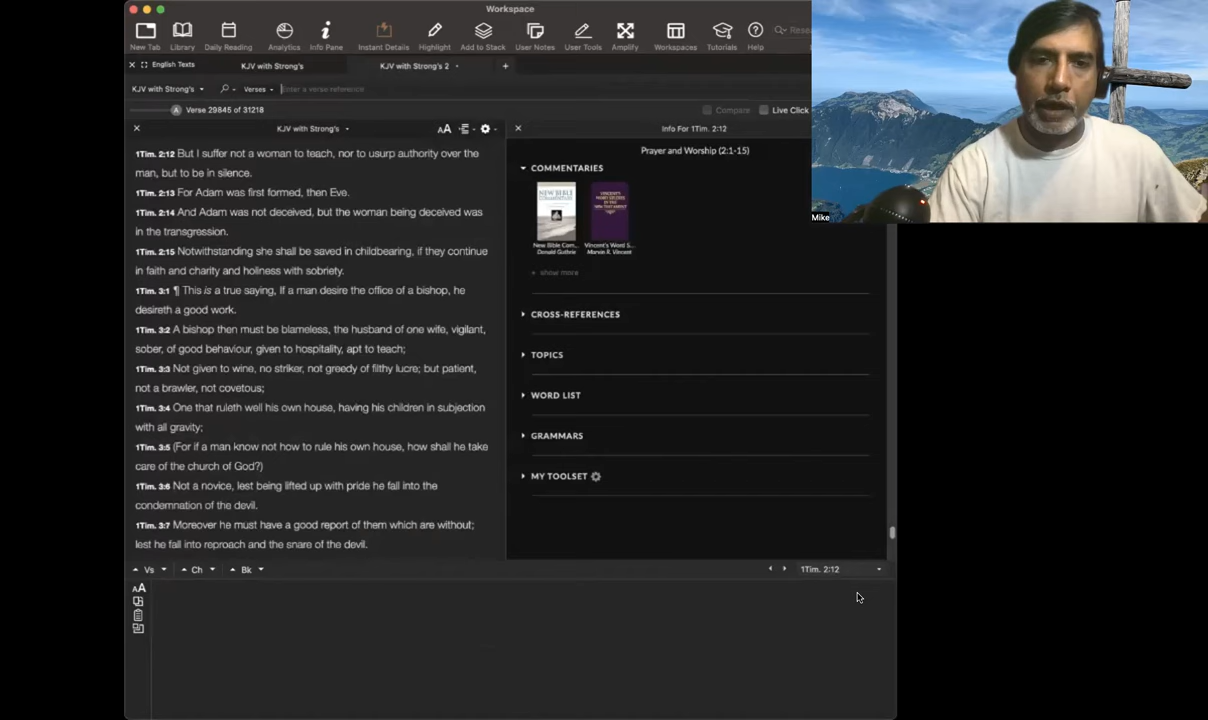 Workspace
New Tab
Library
Daily Reading
Analytics
Info Pane
Instant Details
Highlight
Add to Stack
User Notes
User Tools
Amplify
Workspaces
Tutorials
Help
English Texts
KJV with Strong's
KJV with Strong's 2
+
KJV with Strong's
Verses
Enter a verse reference
A Verse 29845 of 31218
Compare
Live Click
KJV with Strong's
AA
1Tim. 2:12 But I suffer not a woman to teach, nor to usurp authority over the
man, but to be in silence.
1Tim. 2:13 For Adam was first formed, then Eve.
1Tim. 2:14 And Adam was not deceived, but the woman being deceived was
in the transgression.
1Tim. 2:15 Notwithstanding she shall be saved in childbearing, if they continue
in faith and charity and holiness with sobriety.
1Tim. 3:1 ¶ This is a true saying, If a man desire the office of a bishop, he
desireth a good work.
1Tim. 3:2 A bishop then must be blameless, the husband of one wife, vigilant,
sober, of good behaviour, given to hospitality, apt to teach;
1Tim. 3:3 Not given to wine, no striker, not greedy of filthy lucre; but patient,
not a brawler, not covetous;
1Tim. 3:4 One that ruleth well his own house, having his children in subjection
with all gravity;
1Tim. 3:5 (For if a man know not how to rule his own house, how shall he take
care of the church of God?)
1Tim. 3:6 Not a novice, lest being lifted up with pride he fall into the
condemnation of the devil.
1Tim. 3:7 Moreover he must have a good report of them which are without;
lest he fall into reproach and the snare of the devil.
Info For 1Tim. 2:12
Prayer and Worship (2:1-15)
COMMENTARIES
NEW BIBLE
COMMENTARY
New Bible Com...
Donald Guthrie
Vincent's Word S...
Marvin R. Vincent
+ show more
CROSS-REFERENCES
TOPICS
WORD LIST
GRAMMARS
MY TOOLSET
Vs
Ch
Bk
1Tim. 2:12
AA
Mike